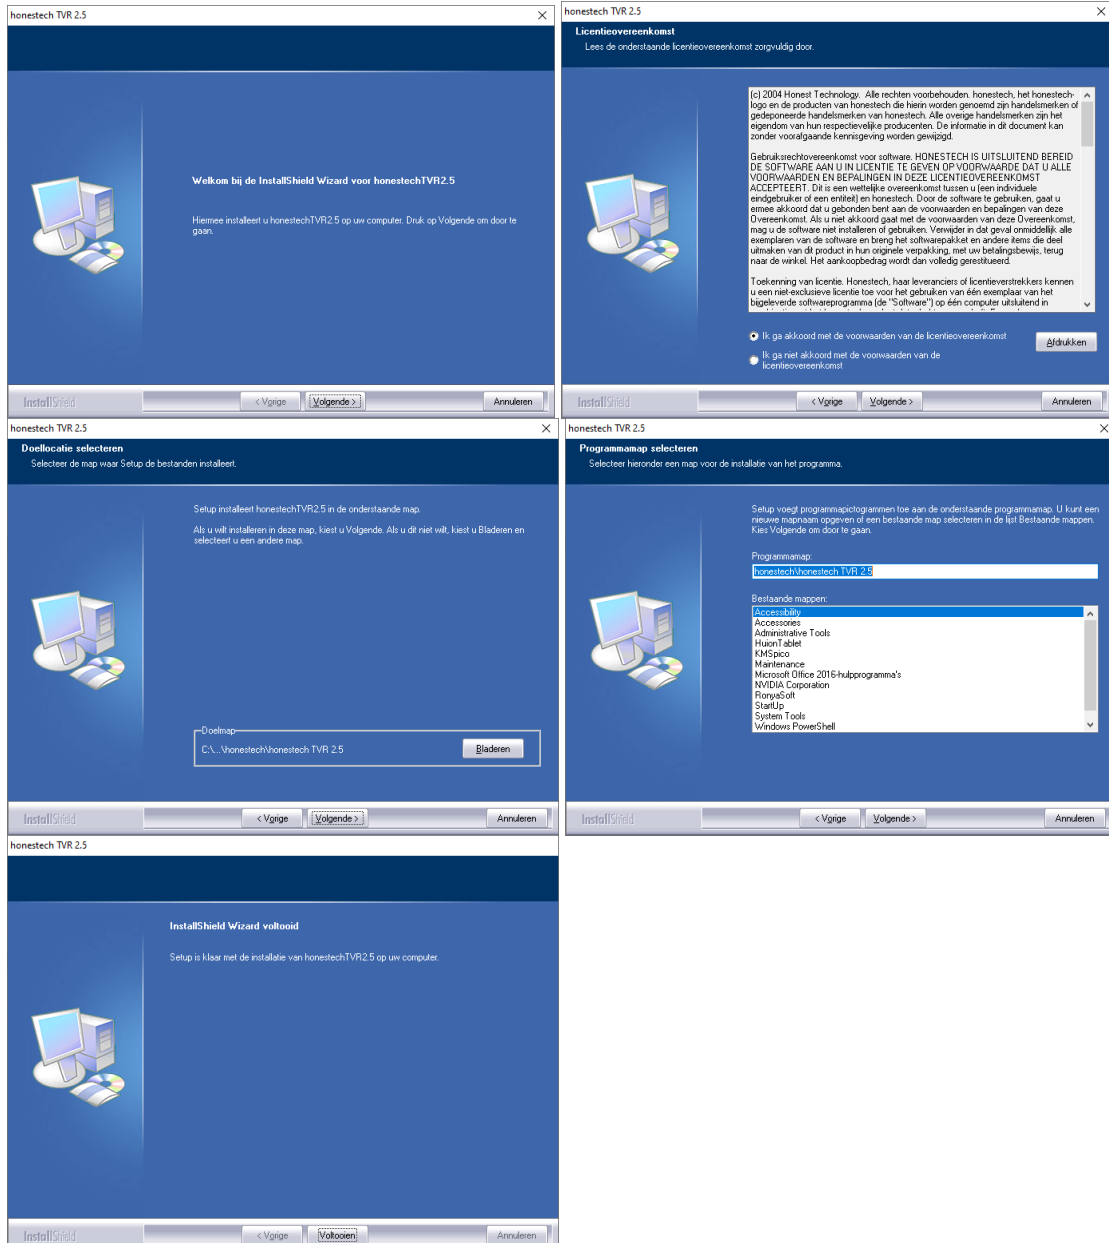 honestech TVR 2.5
Welkom bij de InstallShield Wizard voor honestechTVR2.5
Hiermee installeert u honestechTVR2.5 op uw computer. Druk op Volgende om door te
gaan.
InstallShield
< Vorige
Volgende >
Annuleren
honestech TVR 2.5
Licentieovereenkomst
Lees de onderstaande licentieovereenkomst zorgvuldig door.
(c) 2004 Honest Technology. Alle rechten voorbehouden. honestech, het honestech-
logo en de producten van honestech die hierin worden genoemd zijn handelsmerken of
gedeponeerde handelsmerken van honestech. Alle overige handelsmerken zijn het
eigendom van hun respectievelijke producenten. De informatie in dit document kan
zonder voorafgaande kennisgeving worden gewijzigd.
Gebruiksrechtovereenkomst voor software. HONESTECH IS UITSLUITEND BEREID
DE SOFTWARE AAN U IN LICENTIE TE GEVEN OP VOORWAARDE DAT U ALLE
VOORWAARDEN EN BEPALINGEN IN DEZE LICENTIEOVEREENKOMST
ACCEPTEERT. Dit is een wettelijke overeenkomst tussen u (een individuele
eindgebruiker of een entiteit) en honestech. Door de software te gebruiken, gaat u
ermee akkoord dat u gebonden bent aan de voorwaarden en bepalingen van deze
Overeenkomst. Als u niet akkoord gaat met de voorwaarden van deze Overeenkomst,
mag u de software niet installeren of gebruiken. Verwijder in dat geval onmiddellijk alle
exemplaren van de software en breng het softwarepakket en andere items die deel
uitmaken van dit product in hun originele verpakking, met uw betalingsbewijs, terug
naar de winkel. Het aankoopbedrag wordt dan volledig gerestitueerd.
Toekenning van licentie. Honestech, haar leveranciers of licentieverstrekkers kennen
u een niet-exclusieve licentie toe voor het gebruiken van één exemplaar van het
bijgeleverde softwareprogramma (de "Software") op één computer uitsluitend in
Ik ga akkoord met de voorwaarden van de licentieovereenkomst
Ik ga niet akkoord met de voorwaarden van de
licentieovereenkomst
Afdrukken
InstallShield
< Vorige
Volgende >
Annuleren
honestech TVR 2.5
Doellocatie selecteren
Selecteer de map waar Setup de bestanden installeert.
Setup installeert honestechTVR2.5 in de onderstaande map.
Als u wilt installeren in deze map, kiest u Volgende. Als u dit niet wilt, kiest u Bladeren en
selecteert u een andere map.
Doelmap
C:\...\honestech\honestech TVR 2.5
Bladeren
InstallShield
< Vorige
Volgende >
Annuleren
honestech TVR 2.5
Programmamap selecteren
Selecteer hieronder een map voor de installatie van het programma.
Setup voegt programmapictogrammen toe aan de onderstaande programmamap. U kunt een
nieuwe mapnaam opgeven of een bestaande map selecteren in de lijst Bestaande mappen.
Kies Volgende om door te gaan.
Programmamap:
honestech\honestech TVR 2.5
Bestaande mappen:
Accessibility
Accessories
Administrative Tools
HuionTablet
KMSpico
Maintenance
Microsoft Office 2016-hulpprogramma's
NVIDIA Corporation
RonyaSoft
StartUp
System Tools
Windows PowerShell
InstallShield
< Vorige
Volgende >
Annuleren
honestech TVR 2.5
InstallShield Wizard voltooid
Setup is klaar met de installatie van honestechTVR2.5 op uw computer.
InstallShield
< Vorige
Voltooien
Annuleren